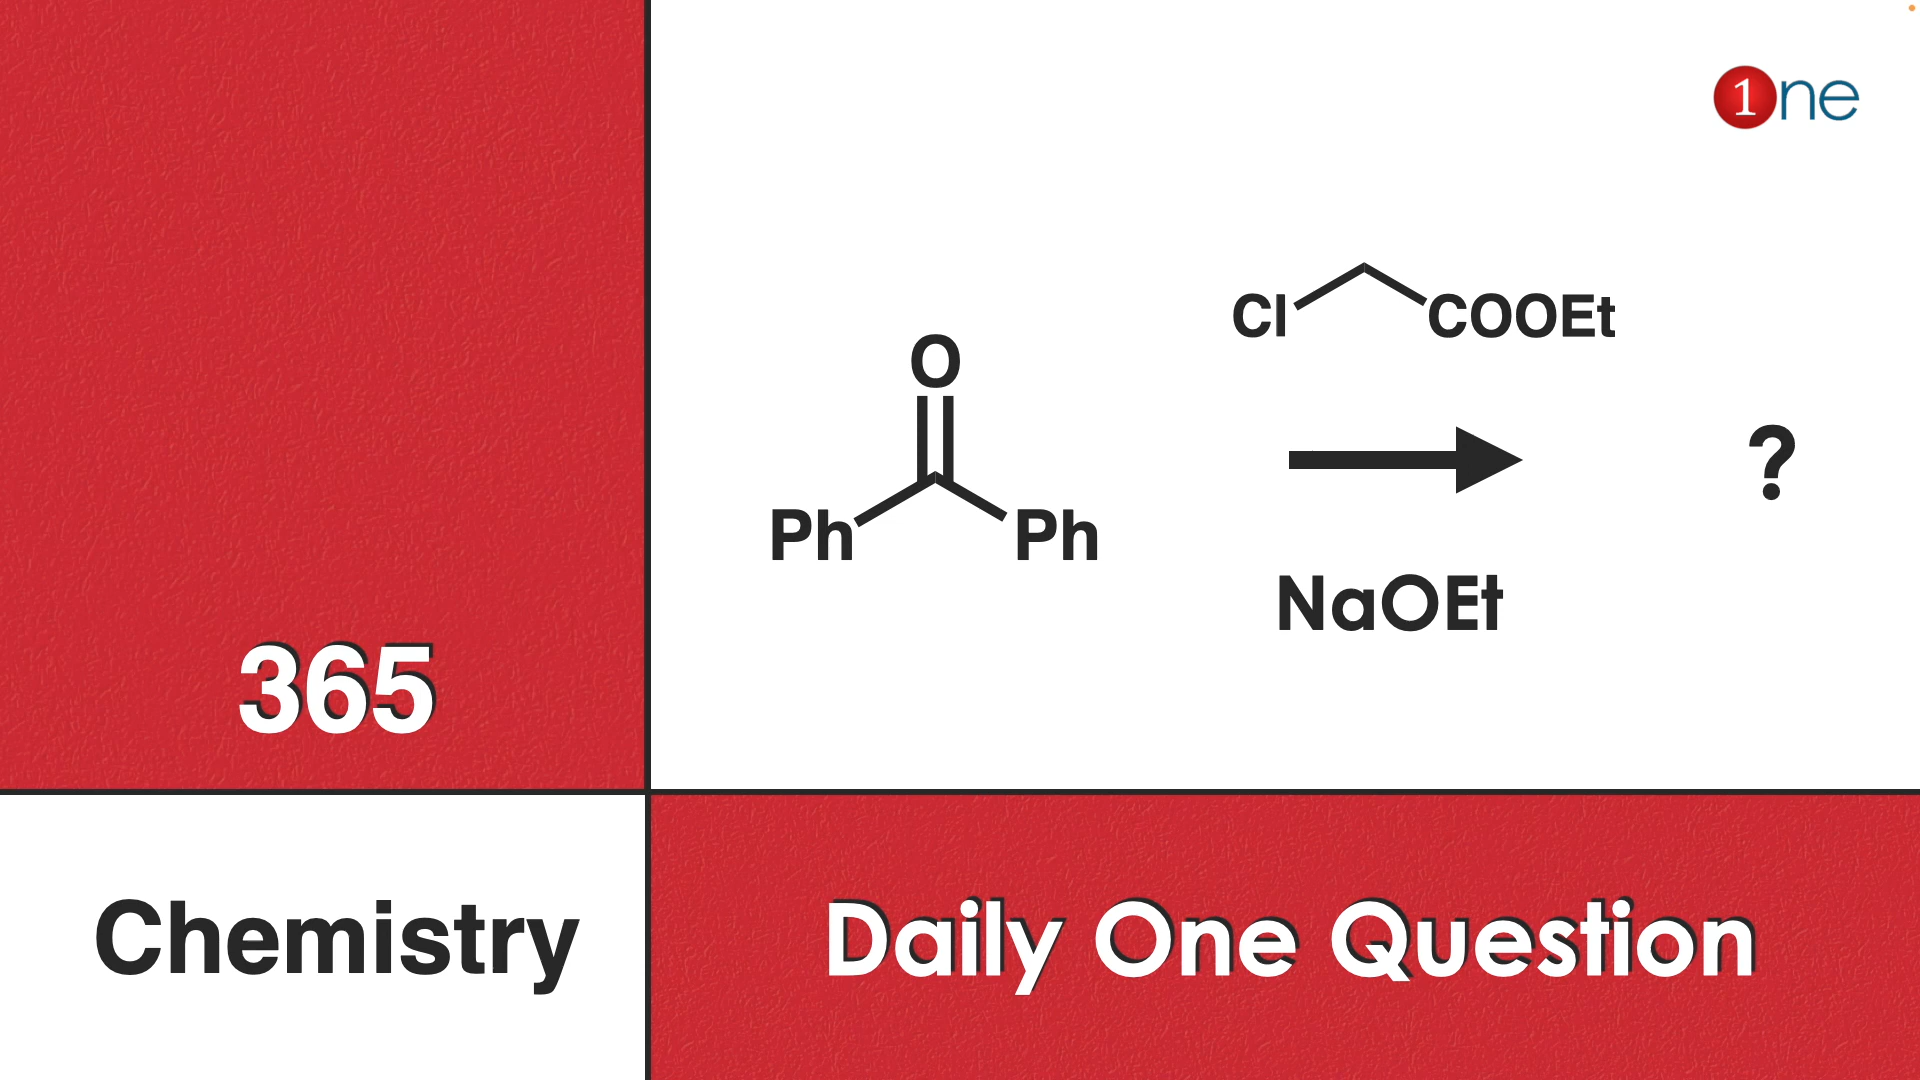 1ne
Cl COOEt
O
Ph Ph
?
NaOEt
365
Chemistry
Daily One Question